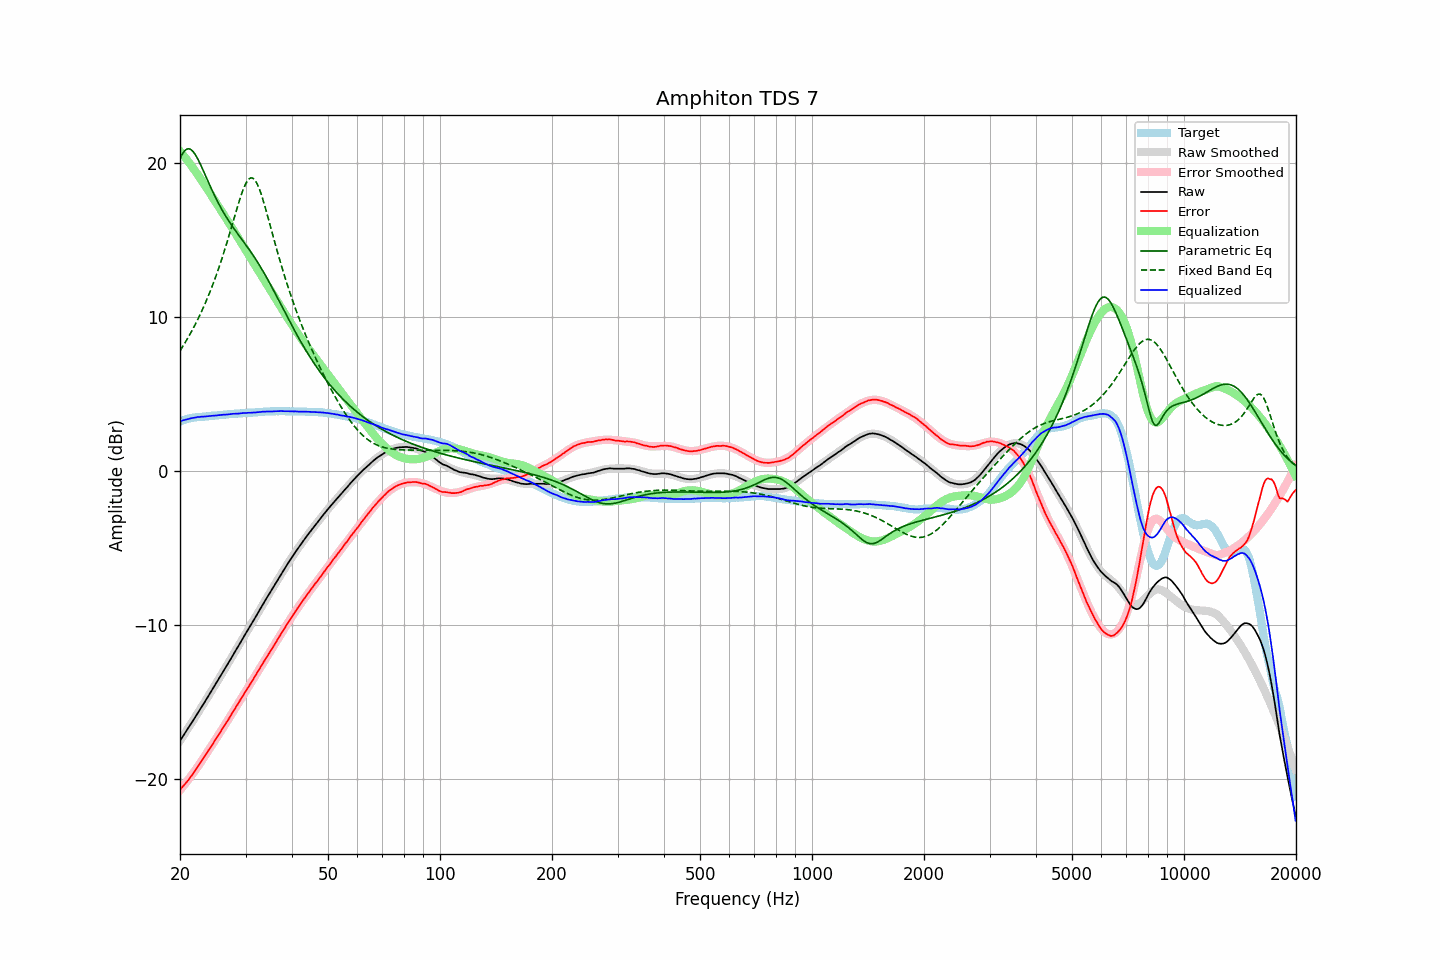 Amphiton TDS 7
Amplitude (dBr)
20
10
0
−10
−20
Target
Raw Smoothed
Error Smoothed
Raw
Error
Equalization
Parametric Eq
Fixed Band Eq
Equalized
20 50 100 200 500 1000 2000 5000 10000 20000
Frequency (Hz)